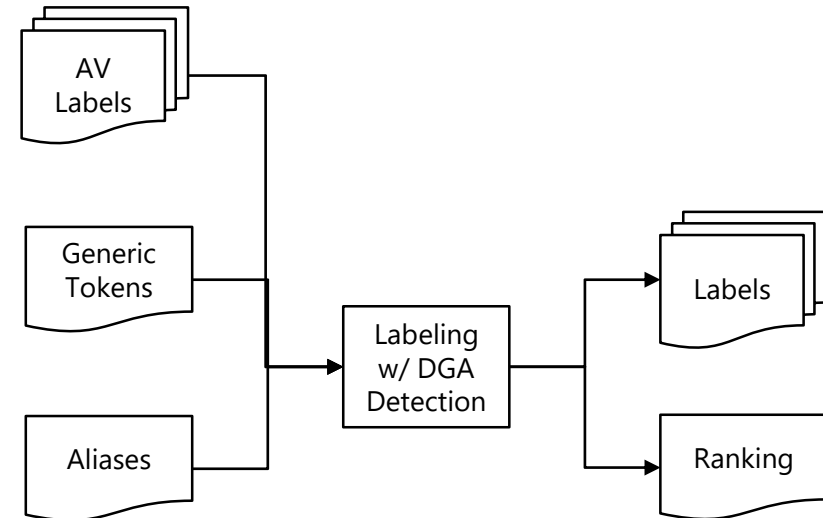 AV
Labels
Generic
Tokens
Aliases
Labeling
w/ DGA
Detection
Labels
Ranking